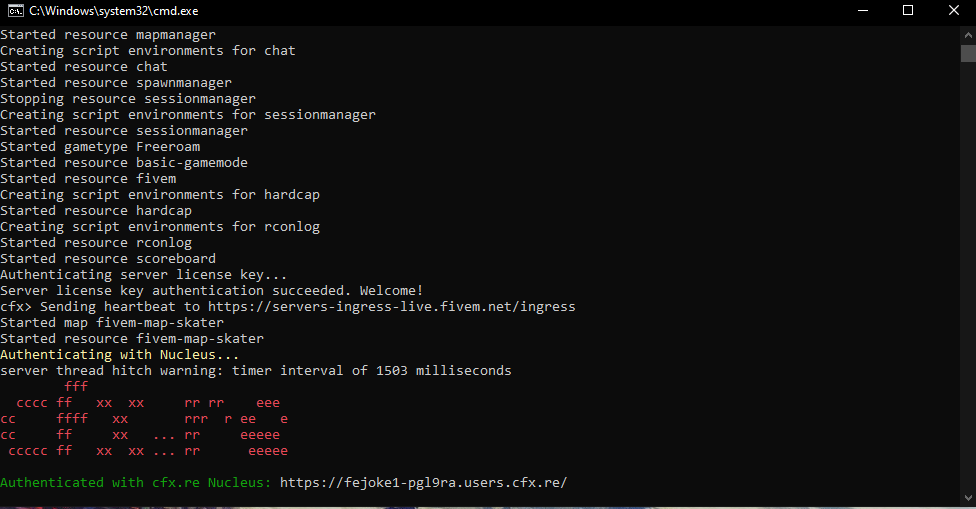 C:\Windows\system32\cmd.exe
Started resource mapmanager
Creating script environments for chat
Started resource chat
Started resource spawnmanager
Stopping resource sessionmanager
Creating script environments for sessionmanager
Started resource sessionmanager
Started gametype Freeroam
Started resource basic-gamemode
Started resource fivem
Creating script environments for hardcap
Started resource hardcap
Creating script environments for rconlog
Started resource rconlog
Started resource scoreboard
Authenticating server license key...
Server license key authentication succeeded. Welcome!
cfx> Sending heartbeat to https://servers-ingress-live.fivem.net/ingress
Started map fivem-map-skater
Started resource fivem-map-skater
Authenticating with Nucleus...
server thread hitch warning: timer interval of 1503 milliseconds
        fff
  cccc ff   xx  xx     rr rr    eee
cc     ffff   xx       rrr  r ee   e
cc     ff     xx   ... rr     eeeee
 ccccc ff   xx  xx ... rr      eeeee
Authenticated with cfx.re Nucleus: https://fejoke1-pgl9ra.users.cfx.re/